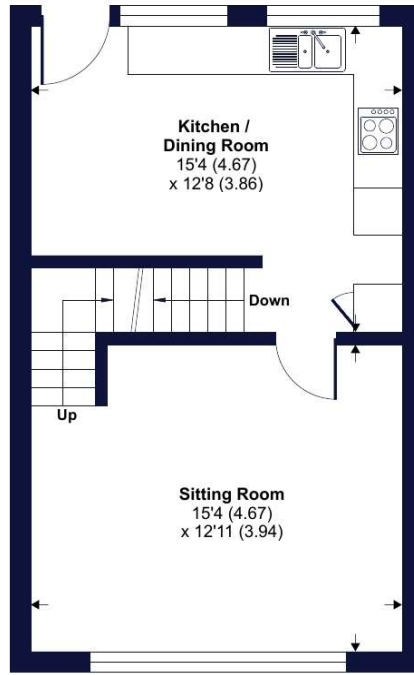 Kitchen /
Dining Room
15'4 (4.67)
x 12'8 (3.86)
Down
Up
Sitting Room
15'4 (4.67)
x 12'11 (3.94)